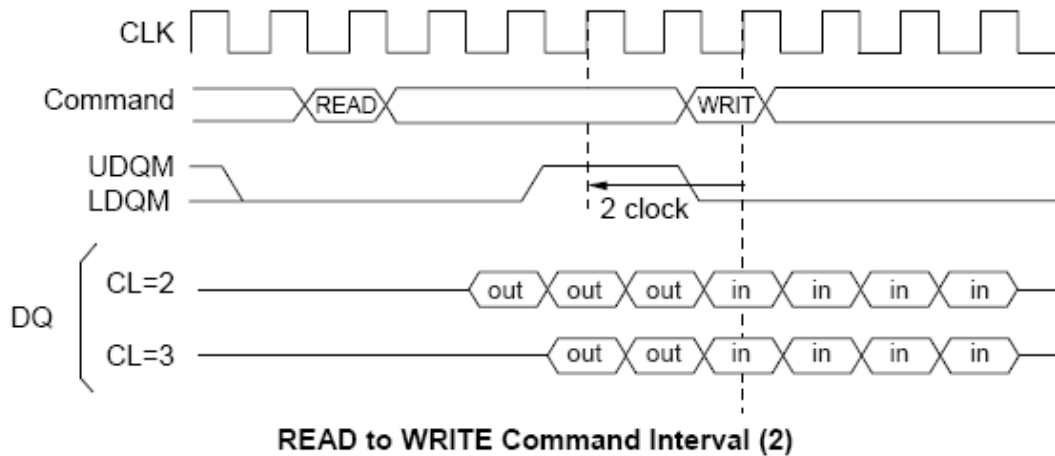 CLK
Command READ WRIT
UDQM
LDQM
2 clock
CL=2 out out out in in in in
DQ
CL=3 out out in in in in
READ to WRITE Command Interval (2)